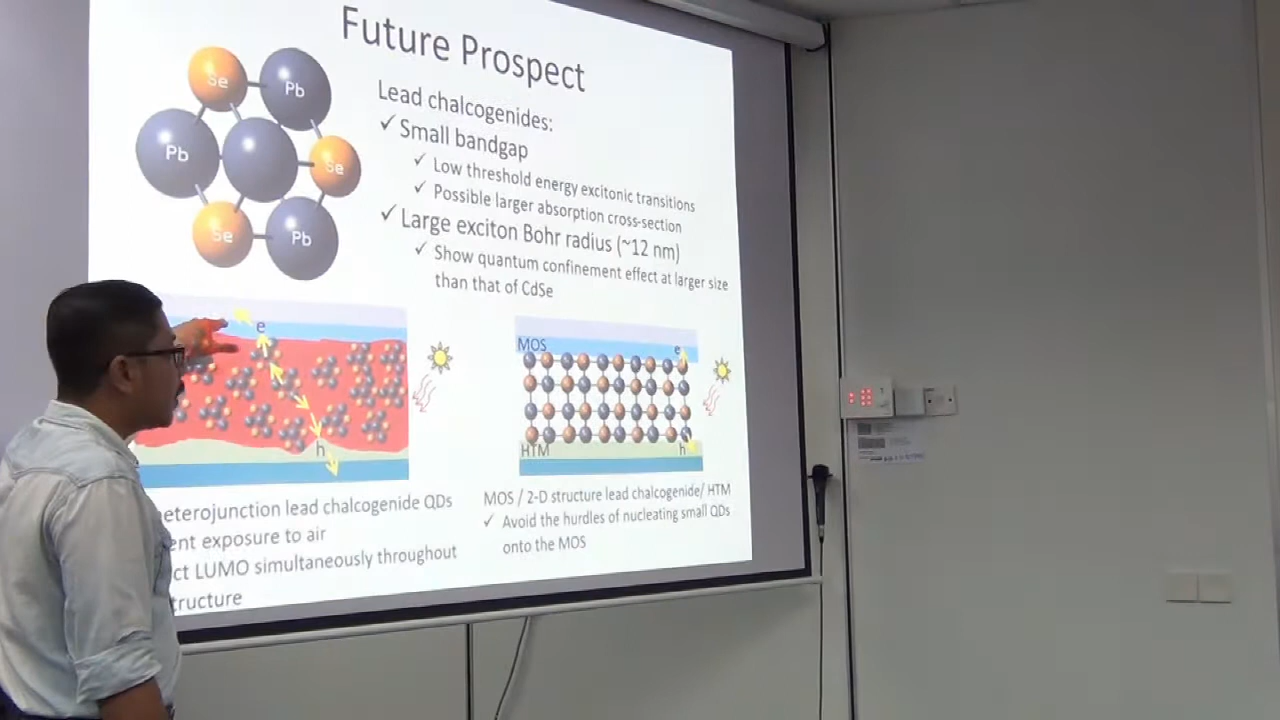 Future Prospect
Se
Pb
Pb
Se
Se
Pb
Lead chalcogenides:
✓ Small bandgap
✓ Low threshold energy excitonic transitions
✓ Possible larger absorption cross-section
✓ Large exciton Bohr radius (~12 nm)
✓ Show quantum confinement effect at larger size
than that of CdSe
e
h
MOS
e
HTM
h
eterojunction lead chalcogenide QDs
ent exposure to air
ct LUMO simultaneously throughout
tructure
MOS / 2-D structure lead chalcogenide/ HTM
✓ Avoid the hurdles of nucleating small QDs
onto the MOS